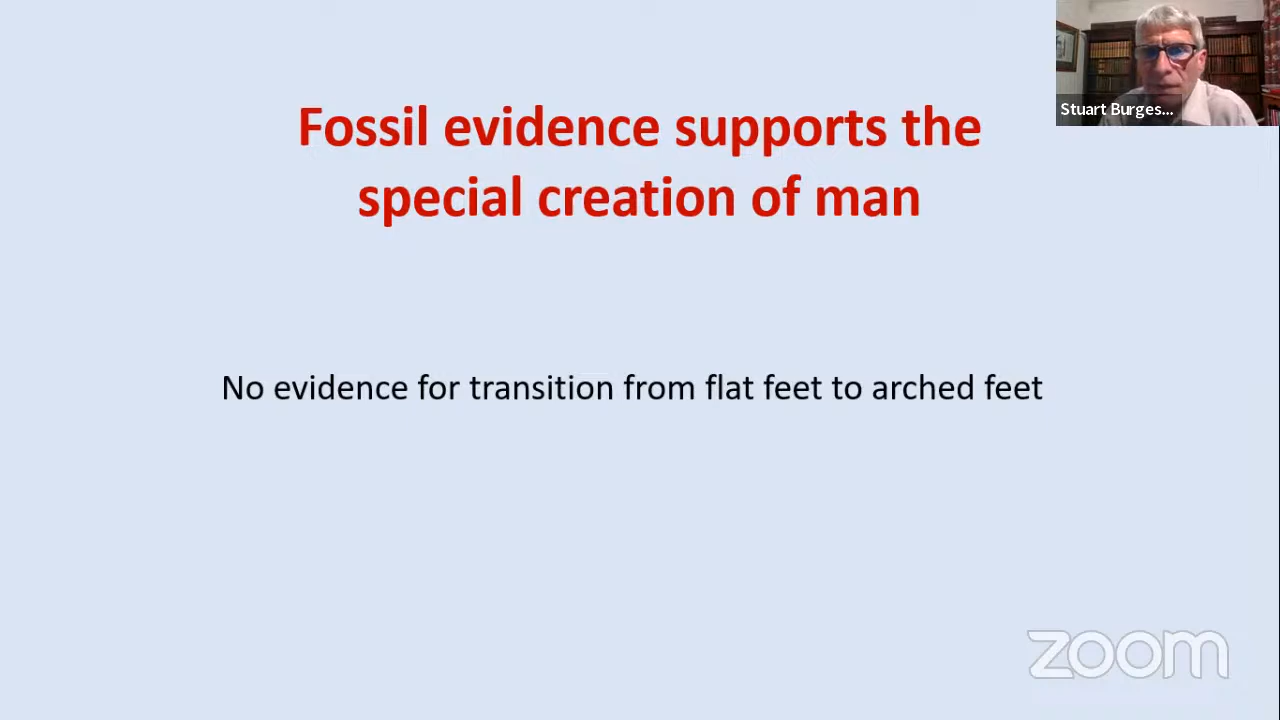 Stuart Burges...
Fossil evidence supports the
special creation of man
No evidence for transition from flat feet to arched feet
zoom